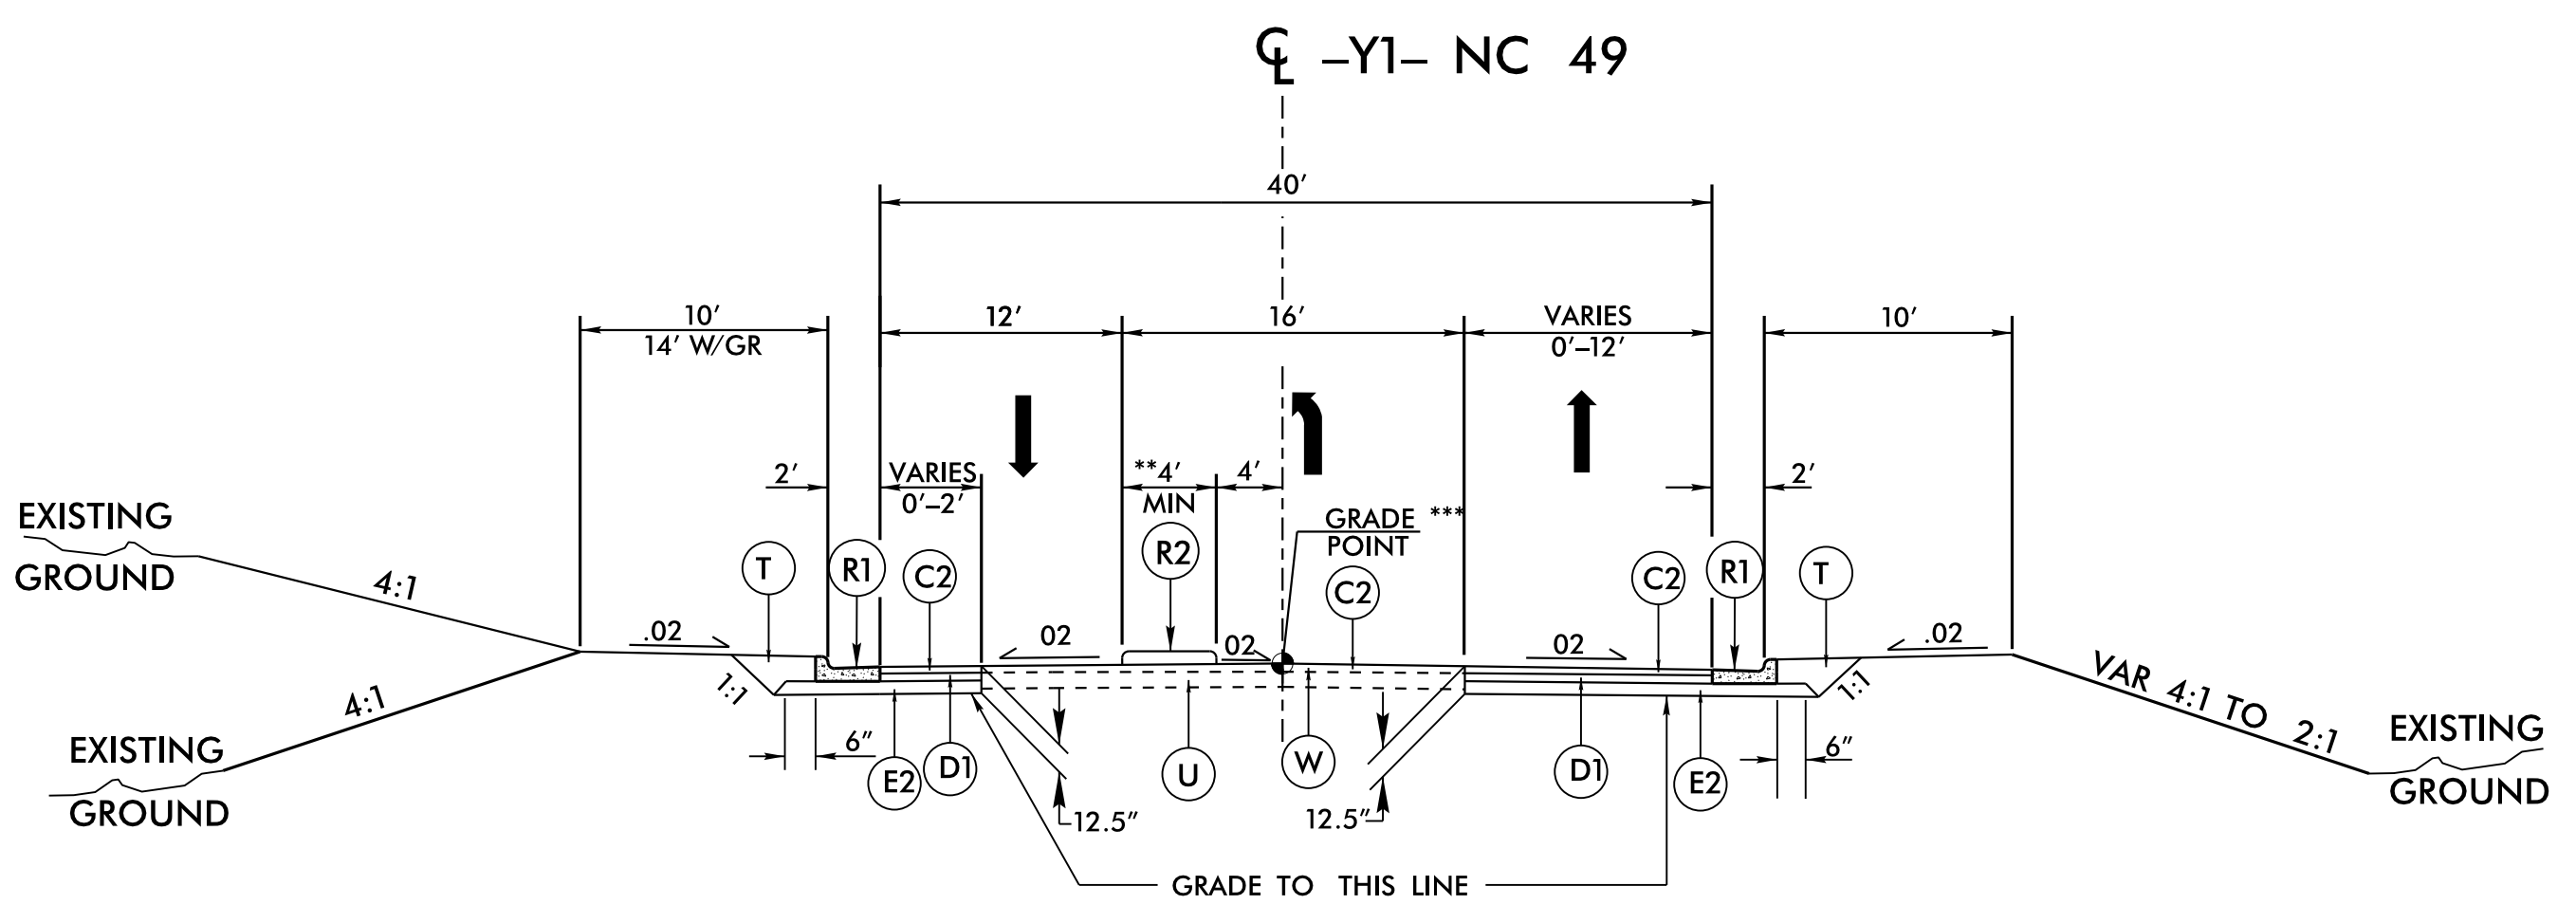 ℄ –Y1– NC 49
40'
10'
14' W/GR
12'
16'
VARIES
0'–12'
10'
2'
VARIES
0'–2'
**4'
MIN
4'
2'
GRADE ***
POINT
EXISTING
GROUND
4:1
T
R1
C2
R2
C2
C2
R1
T
.02
02
02
02
.02
4:1
1:1
1:1
VAR 4:1 TO 2:1
EXISTING
GROUND
6"
E2
D1
U
W
D1
E2
6"
EXISTING
GROUND
12.5"
12.5"
GRADE TO THIS LINE